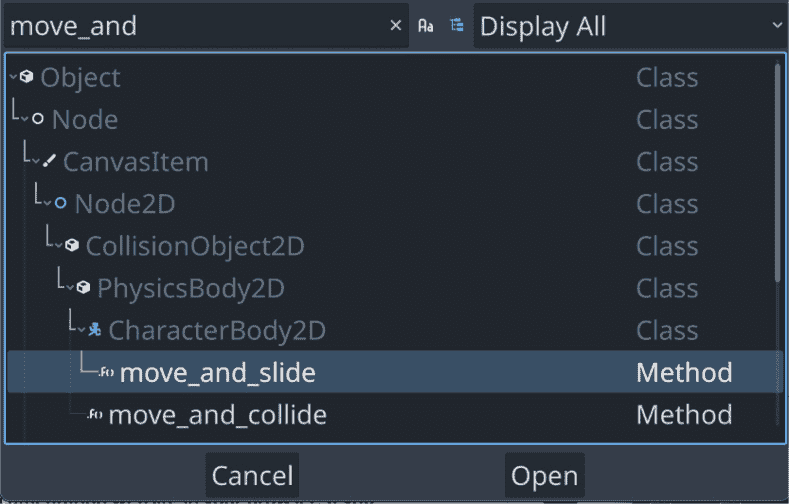 move_and Aa Display All
Object Class
Node Class
CanvasItem Class
Node2D Class
CollisionObject2D Class
PhysicsBody2D Class
CharacterBody2D Class
f() move_and_slide Method
f() move_and_collide Method
Cancel Open